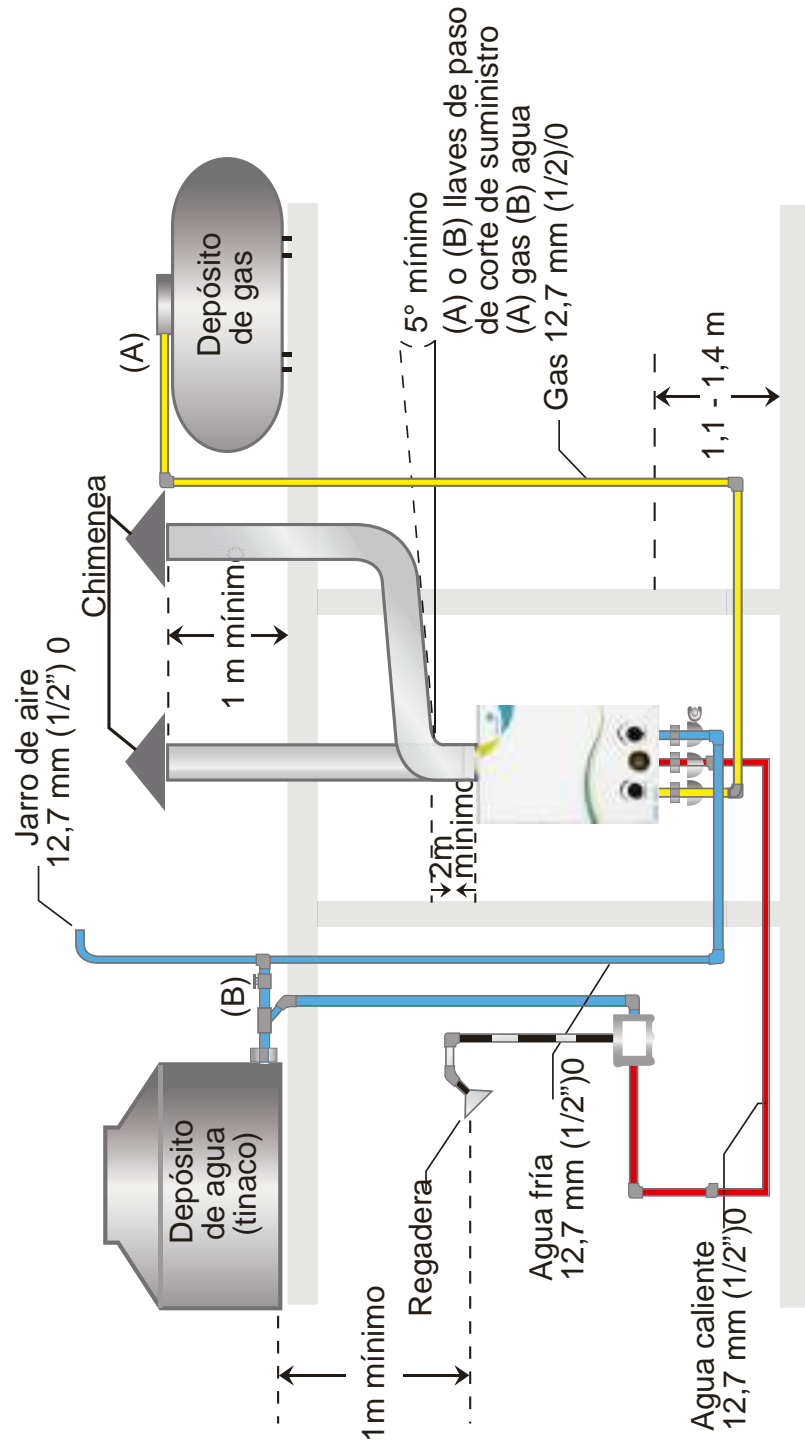 Jarro de aire
12,7 mm (1/2”) 0
Chimenea
(A)
Depósito
de gas
(B)
Depósito
de agua
(tinaco)
1 m mínimo
( 5° mínimo
(A) o (B) llaves de paso
de corte de suministro
(A) gas (B) agua
Gas 12,7 mm (1/2)/0
1m mínimo
Regadera
2m
mínimo
1,1 - 1,4 m
Agua fría
12,7 mm (1/2”)0
Agua caliente
12,7 mm (1/2”)0